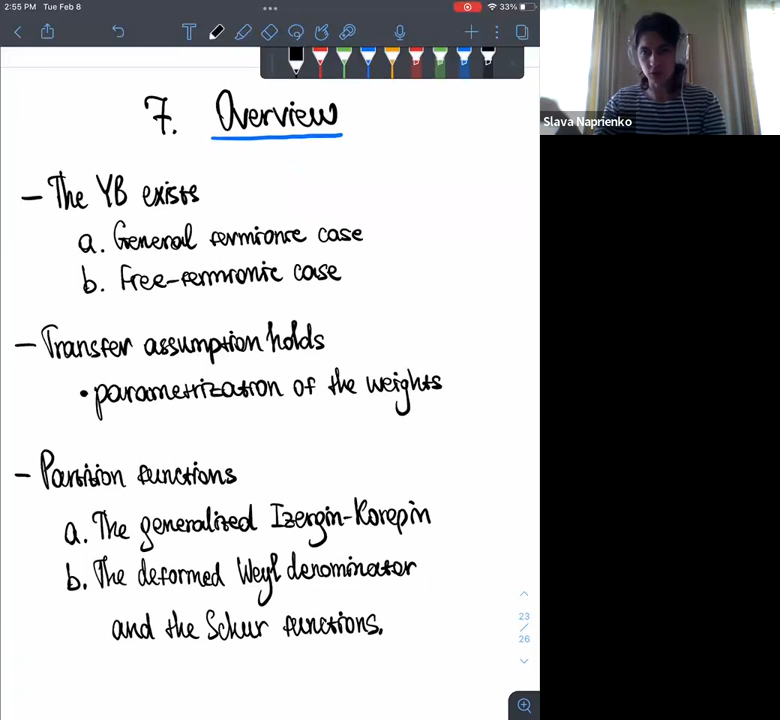 2:55 PM Tue Feb 8
33%
Slava Naprienko
7. Overview
- The YB exists
a. General fermionic case
b. Free-fermionic case
- Transfer assumption holds
• parametrization of the weights
- Partition functions
a. The generalized Izergin-Korepin
b. The deformed Weyl denominator
and the Schur functions.
23
/
26